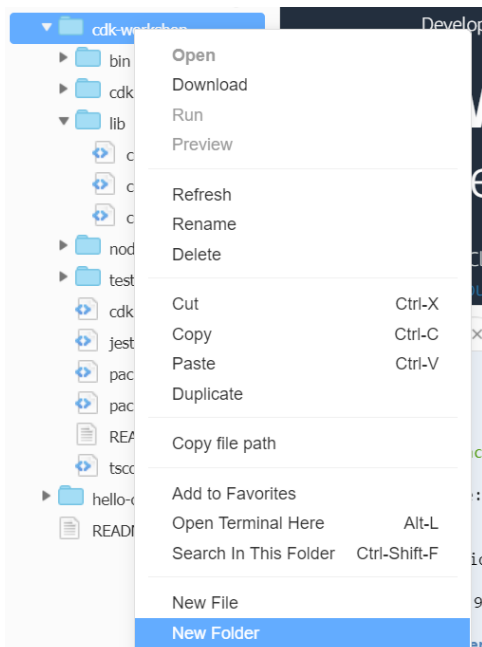 cdk-workshop
Develop
bin
cdk
lib
c
c
c
nod
test
cdk
jest
pac
pac
REA
tscc
hello-c
READ
Open
Download
Run
Preview
Refresh
Rename
Delete
Cut Ctrl-X
Copy Ctrl-C
Paste Ctrl-V
Duplicate
Copy file path
Add to Favorites
Open Terminal Here Alt-L
Search In This Folder Ctrl-Shift-F
New File
New Folder